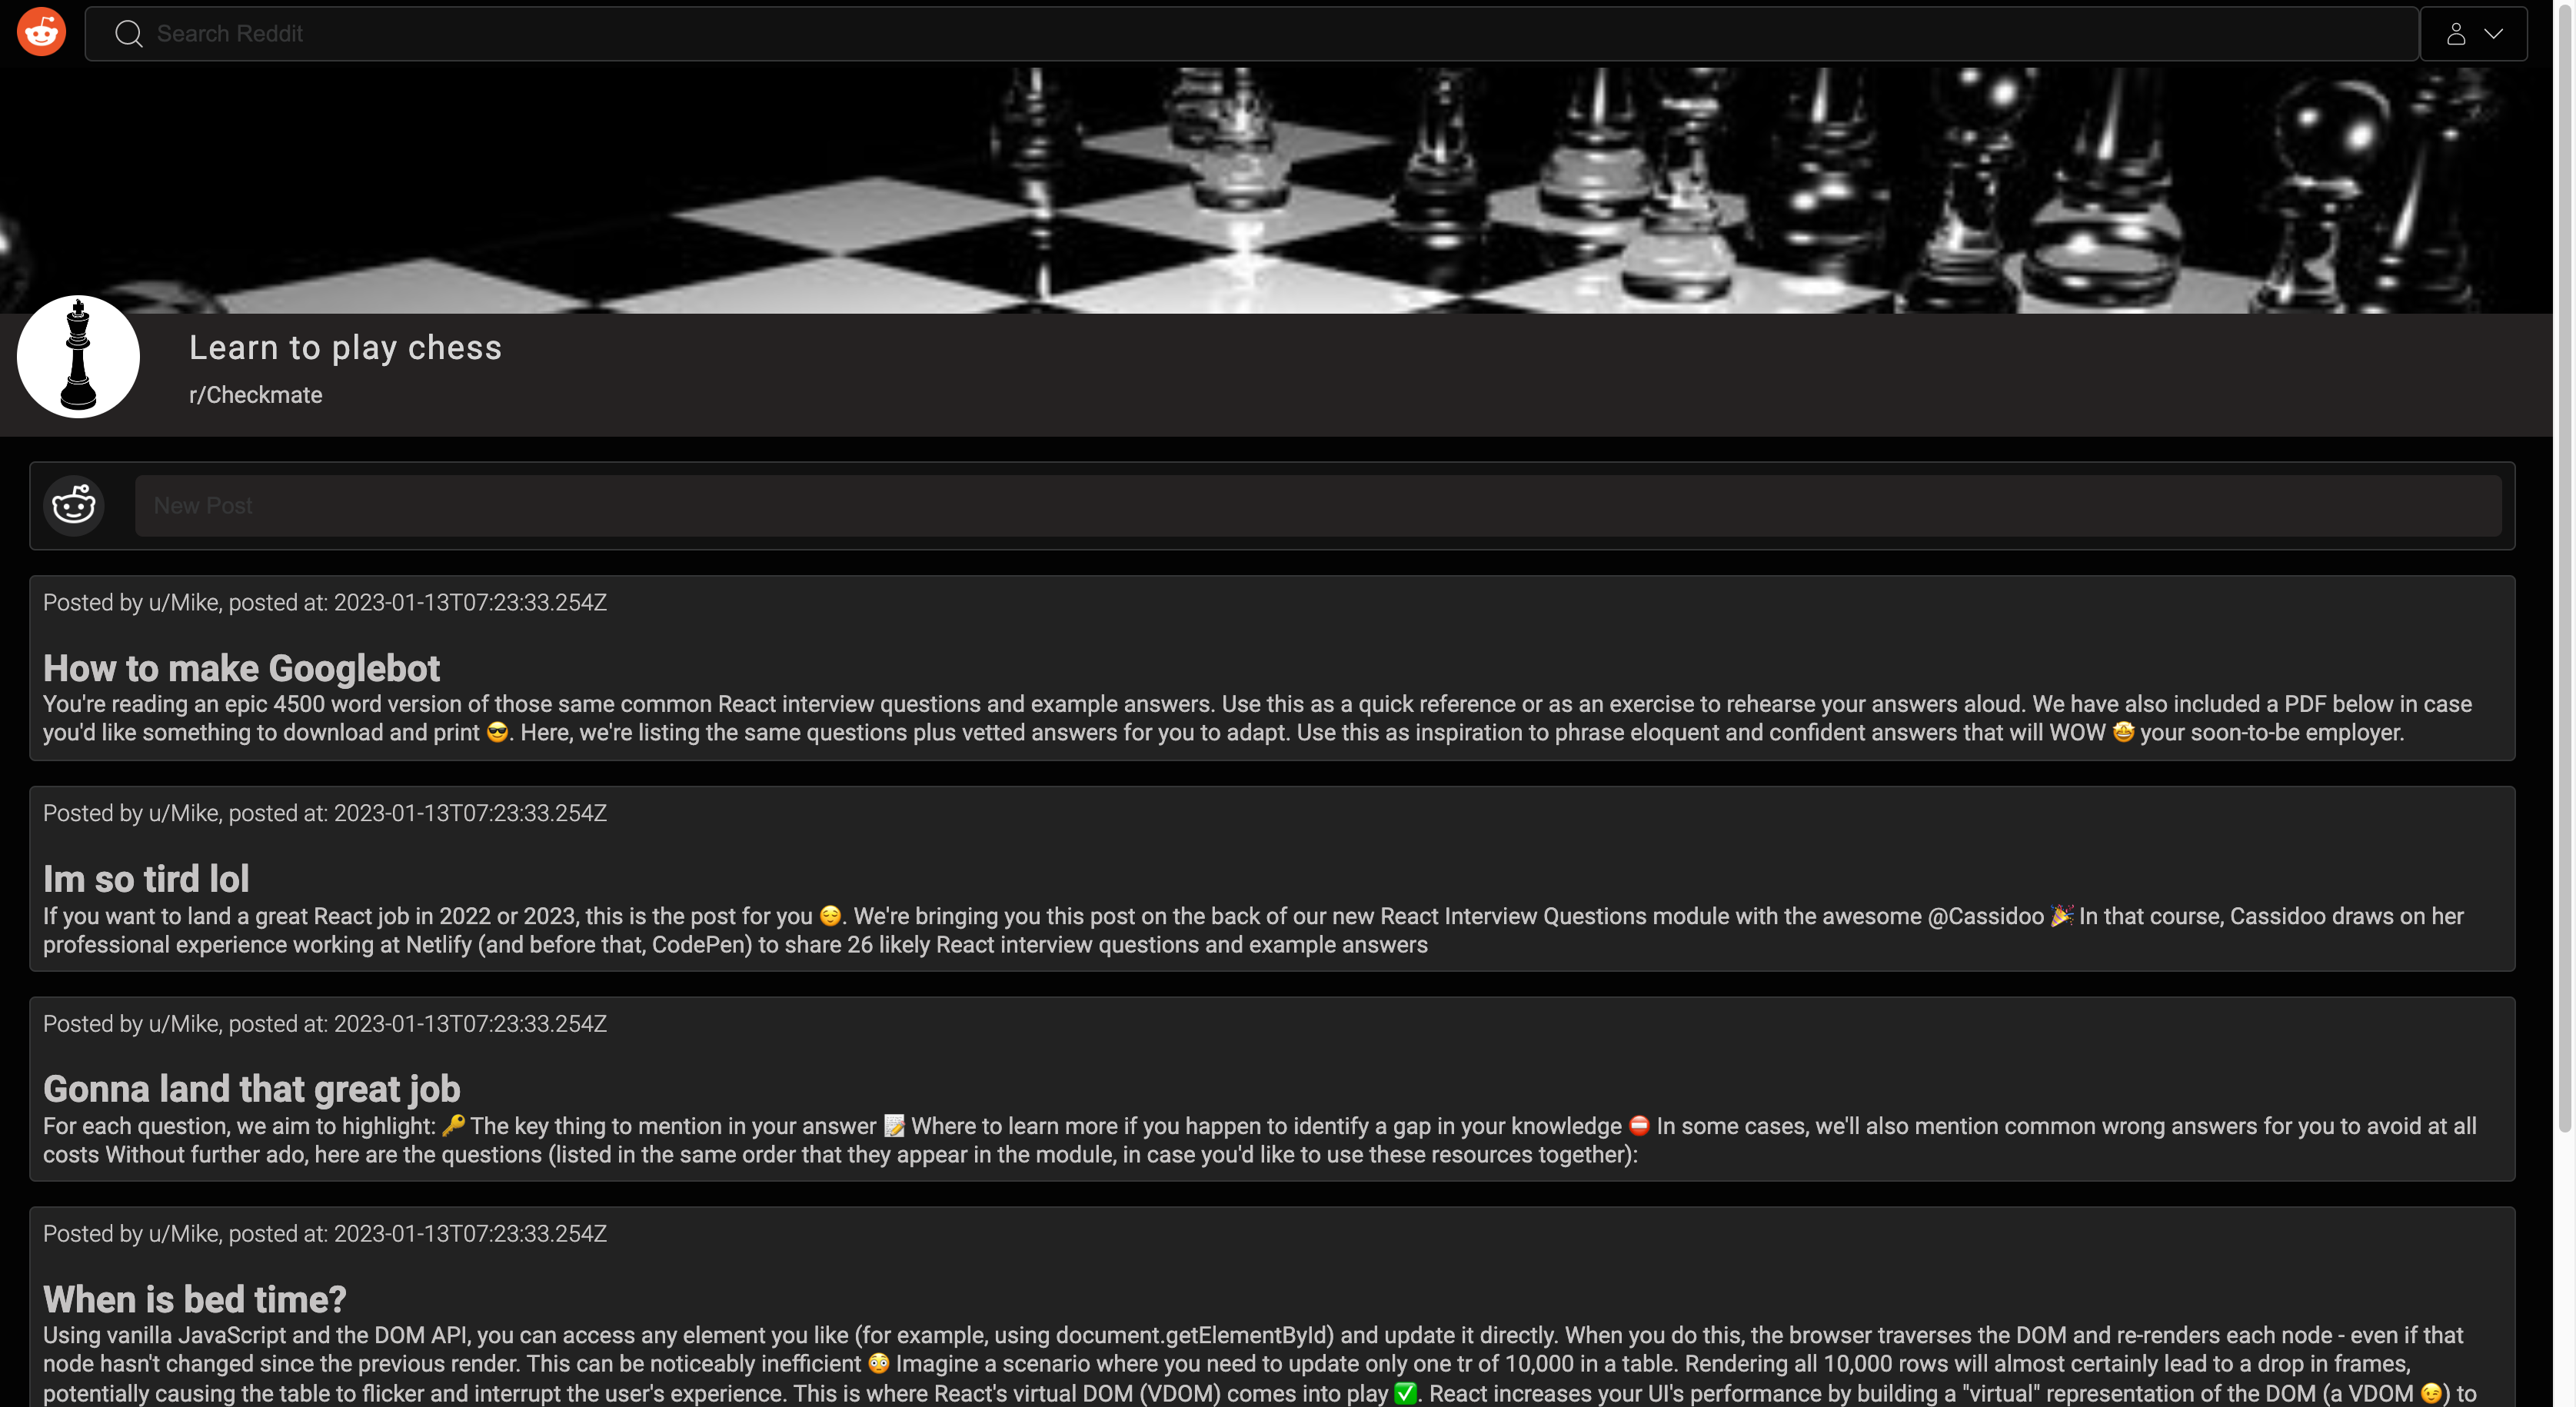 Search Reddit
Learn to play chess
r/Checkmate
New Post
Posted by u/Mike, posted at: 2023-01-13T07:23:33.254Z
How to make Googlebot
You're reading an epic 4500 word version of those same common React interview questions and example answers. Use this as a quick reference or as an exercise to rehearse your answers aloud. We have also included a PDF below in case
you'd like something to download and print 😎. Here, we're listing the same questions plus vetted answers for you to adapt. Use this as inspiration to phrase eloquent and confident answers that will WOW 🤩 your soon-to-be employer.
Posted by u/Mike, posted at: 2023-01-13T07:23:33.254Z
Im so tird lol
If you want to land a great React job in 2022 or 2023, this is the post for you 😌. We're bringing you this post on the back of our new React Interview Questions module with the awesome @Cassidoo 🎉 In that course, Cassidoo draws on her
professional experience working at Netlify (and before that, CodePen) to share 26 likely React interview questions and example answers
Posted by u/Mike, posted at: 2023-01-13T07:23:33.254Z
Gonna land that great job
For each question, we aim to highlight: 🔑 The key thing to mention in your answer 📝 Where to learn more if you happen to identify a gap in your knowledge ⛔ In some cases, we'll also mention common wrong answers for you to avoid at all
costs Without further ado, here are the questions (listed in the same order that they appear in the module, in case you'd like to use these resources together):
Posted by u/Mike, posted at: 2023-01-13T07:23:33.254Z
When is bed time?
Using vanilla JavaScript and the DOM API, you can access any element you like (for example, using document.getElementById) and update it directly. When you do this, the browser traverses the DOM and re-renders each node - even if that
node hasn't changed since the previous render. This can be noticeably inefficient 😳 Imagine a scenario where you need to update only one tr of 10,000 in a table. Rendering all 10,000 rows will almost certainly lead to a drop in frames,
potentially causing the table to flicker and interrupt the user's experience. This is where React's virtual DOM (VDOM) comes into play ✅. React increases your UI's performance by building a "virtual" representation of the DOM (a VDOM 😉) to